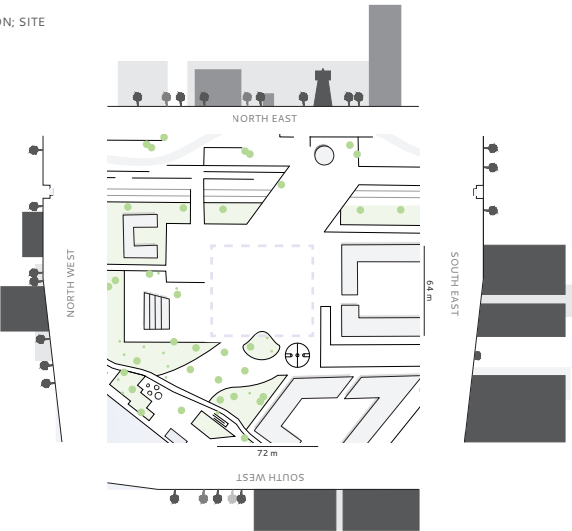 ON; SITE
NORTH EAST
NORTH WEST
SOUTH EAST
64 m
72 m
SOUTH WEST